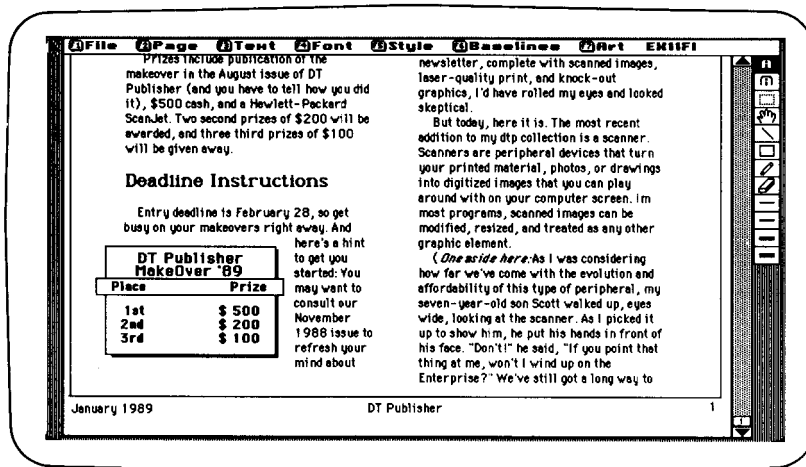 F1File F2Page F3Text F4Font F5Style F6Baselines F7Art EXIIFI
Prizes include publication of the
makeover in the August issue of DT
Publisher (and you have to tell how you did
it), $500 cash, and a Hewlett-Packard
ScanJet. Two second prizes of $200 will be
awarded, and three third prizes of $100
will be given away.
Deadline Instructions
Entry deadline is February 28, so get
busy on your makeovers right away. And
here's a hint
to get you
started: You
may want to
consult our
November
1988 issue to
refresh your
mind about
DT Publisher
MakeOver '89
Place Prize
1st $ 500
2nd $ 200
3rd $ 100
newsletter, complete with scanned images,
laser-quality print, and knock-out
graphics, I'd have rolled my eyes and looked
skeptical.
But today, here it is. The most recent
addition to my dtp collection is a scanner.
Scanners are peripheral devices that turn
your printed material, photos, or drawings
into digitized images that you can play
around with on your computer screen. Im
most programs, scanned images can be
modified, resized, and treated as any other
graphic element.
(One aside here:As I was considering
how far we've come with the evolution and
affordability of this type of peripheral, my
seven-year-old son Scott walked up, eyes
wide, looking at the scanner. As I picked it
up to show him, he put his hands in front of
his face. "Don't!" he said, "If you point that
thing at me, won't I wind up on the
Enterprise?" We've still got a long way to
January 1989 DT Publisher 1
A
1